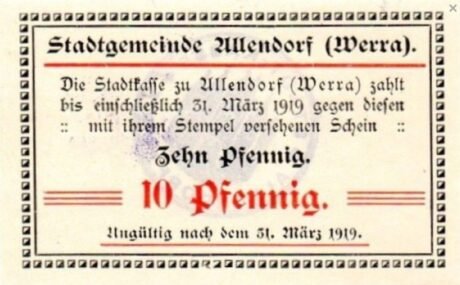 Stadtgemeinde Allendorf (Werra).
Die Stadtkasse zu Allendorf (Werra) zahlt
bis einschließlich 31. März 1919 gegen diesen
:: mit ihrem Stempel versehenen Schein ::
Zehn Pfennig.
10 Pfennig.
Ungültig nach dem 31. März 1919.